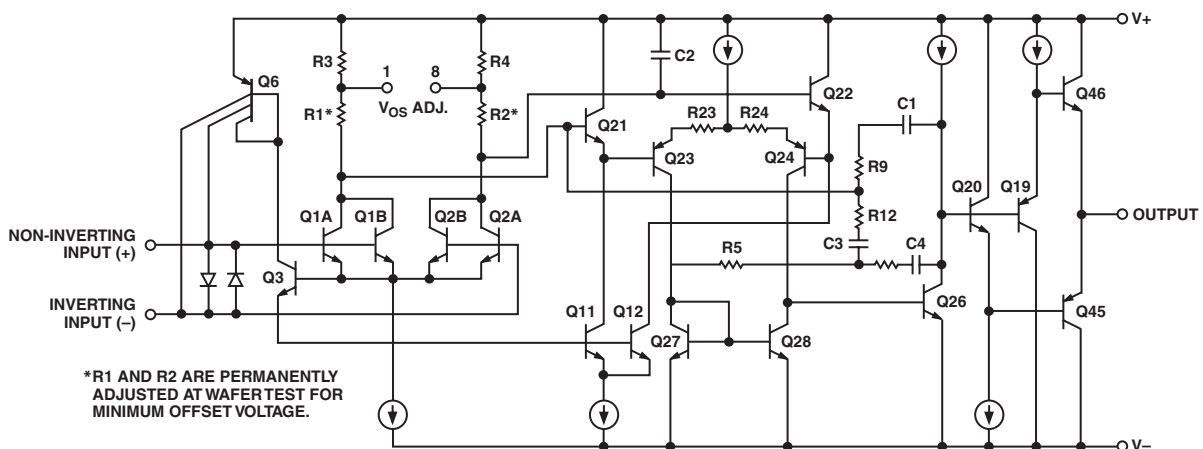 V+
R3
R4
C2
Q6
1
8
V_OS ADJ.
R1*
R2*
R23
R24
Q22
C1
Q46
Q21
Q23
Q24
R9
Q20
Q19
Q1A
Q1B
Q2B
Q2A
R12
NON-INVERTING
INPUT (+)
OUTPUT
R5
C3
C4
Q3
INVERTING
INPUT (–)
Q11
Q12
Q27
Q28
Q26
Q45
*R1 AND R2 ARE PERMANENTLY
ADJUSTED AT WAFER TEST FOR
MINIMUM OFFSET VOLTAGE.
V–